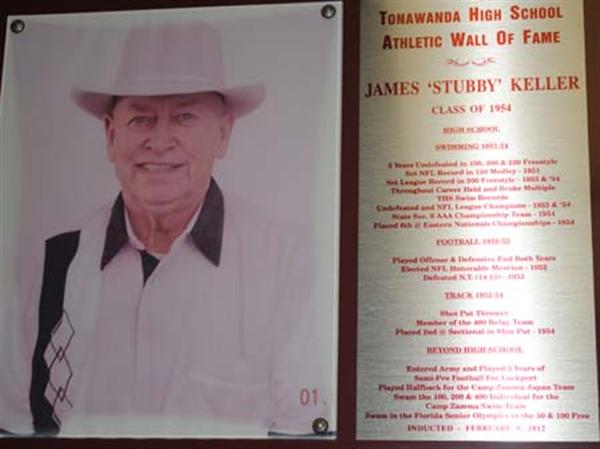 TONAWANDA HIGH SCHOOL
ATHLETIC WALL OF FAME
JAMES 'STUBBY' KELLER
CLASS OF 1954
HIGH SCHOOL
SWIMMING 1951-54
2 Years Undefeated in 100, 200 & 220 Freestyle
Set NFL Record in 150 Medley - 1951
Set League Record in 200 Freestyle - 1953 & '54
Throughout Career Held and Broke Multiple
THS Swim Records
Undefeated and NFL League Champions - 1953 & '54
State Sec. 6 AAA Championship Team - 1954
Placed 6th @ Eastern Nationals Championships - 1954
FOOTBALL 1952-53
Played Offense & Defensive End Both Years
Elected NFL Honorable Mention - 1952
Defeated N.T. (14-13) - 1953
TRACK 1952-54
Shot Put Thrower
Member of the 400 Relay Team
Placed 2nd @ Sectional in Shot Put - 1954
BEYOND HIGH SCHOOL
Entered Army and Played 3 Years of
Semi-Pro Football For Lockport
Played Halfback for the Camp Zamma Japan Team
Swam the 100, 200 & 400 Individual for the
Camp Zamma Swim Team
Swam in the Florida Senior Olympics in the 50 & 100 Free
INDUCTED - FEBRUARY 2012
01.